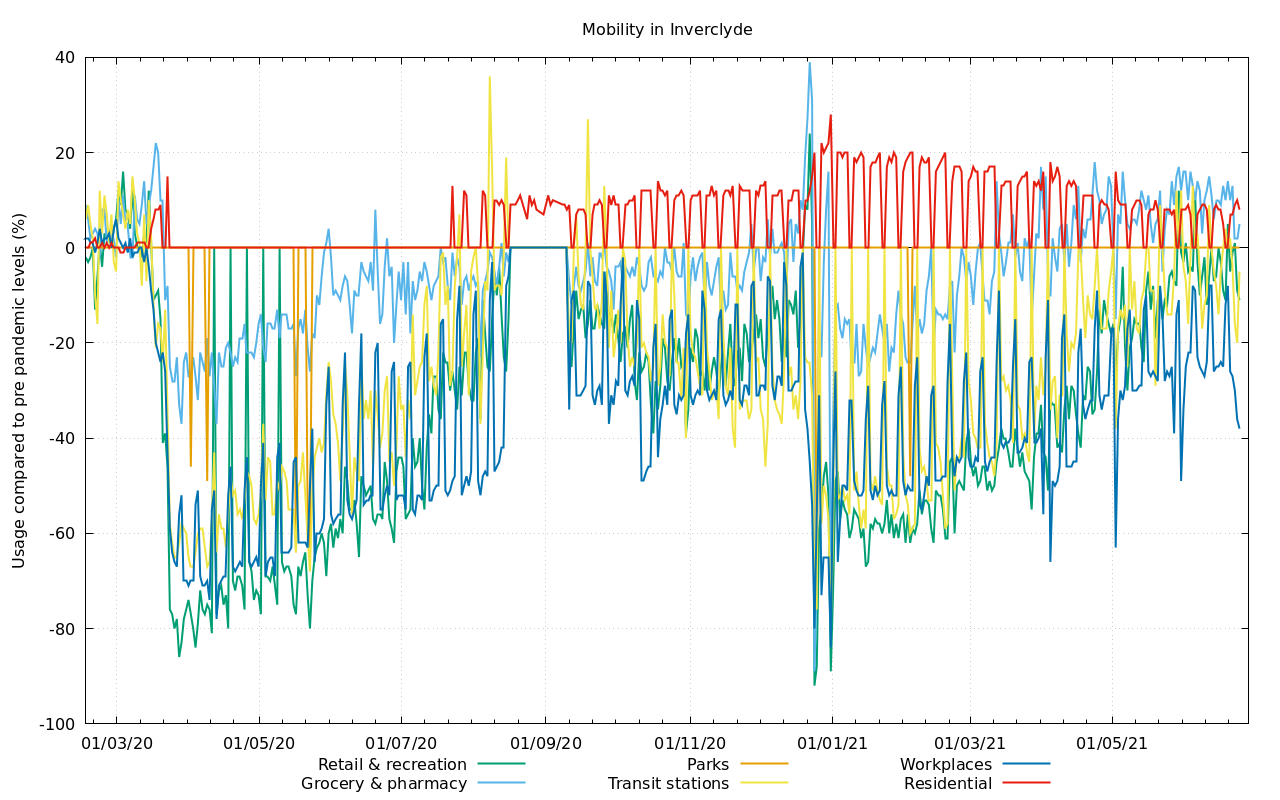 Mobility in Inverclyde
Usage compared to pre pandemic levels (%)
40
20
0
-20
-40
-60
-80
-100
01/03/20 01/05/20 01/07/20 01/09/20 01/11/20 01/01/21 01/03/21 01/05/21
Retail & recreation Parks Workplaces
Grocery & pharmacy Transit stations Residential